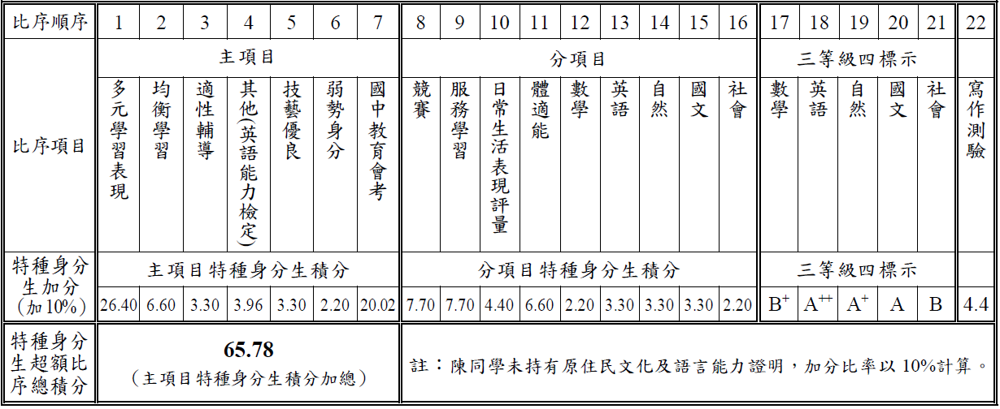 比序順序 1 2 3 4 5 6 7 8 9 10 11 12 13 14 15 16 17 18 19 20 21 22
主項目 分項目 三等級四標示
比序項目 多元學習表現 均衡學習 適性輔導 其他(英語能力檢定) 技藝優良 弱勢身分 國中教育會考 競賽 服務學習 日常生活表現評量 體適能 數學 英語 自然 國文 社會 數學 英語 自然 國文 社會 寫作測驗
特種身分
生加分
（加10%）
主項目特種身分生積分 分項目特種身分生積分 三等級四標示
26.40 6.60 3.30 3.96 3.30 2.20 20.02 7.70 7.70 4.40 6.60 2.20 3.30 3.30 3.30 2.20 B⁺ A⁺⁺ A⁺ A B 4.4
特種身分
生超額比
序總積分
65.78
（主項目特種身分生積分加總）
註：陳同學未持有原住民文化及語言能力證明，加分比率以10%計算。